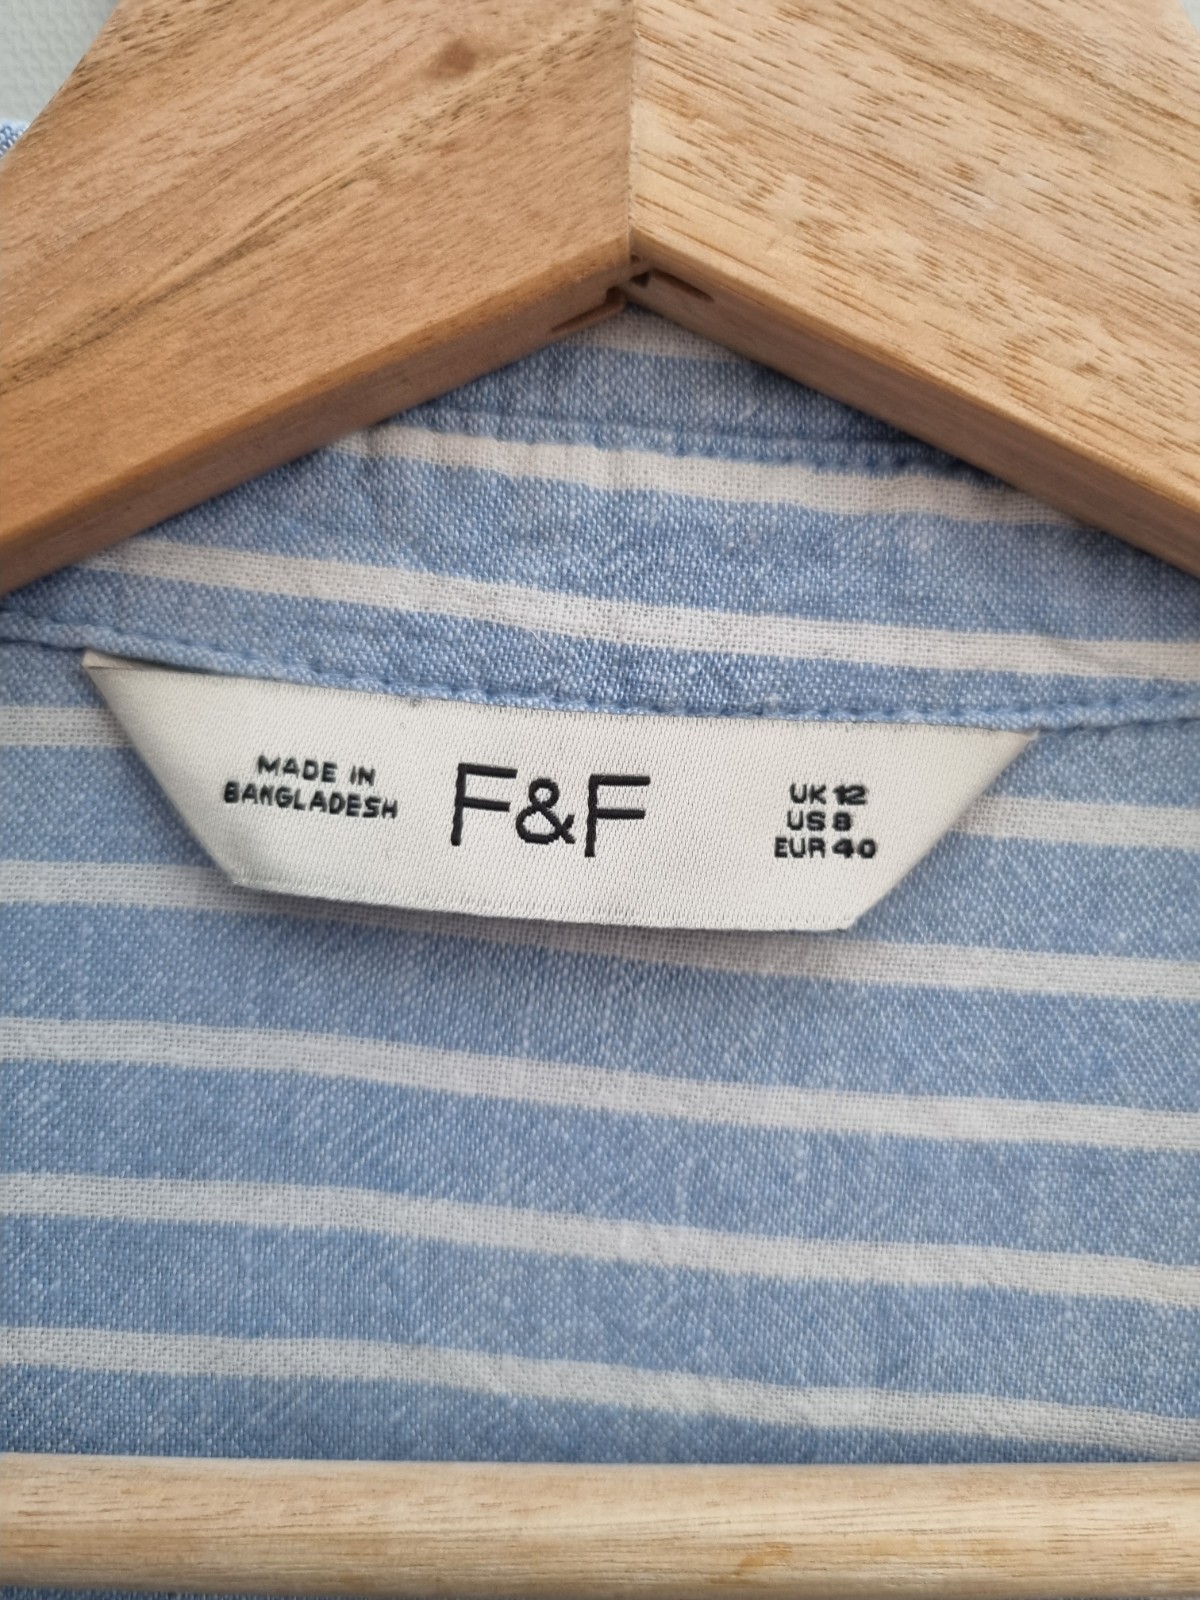 MADE IN
BANGLADESH
F&F
UK 12
US 8
EUR 40